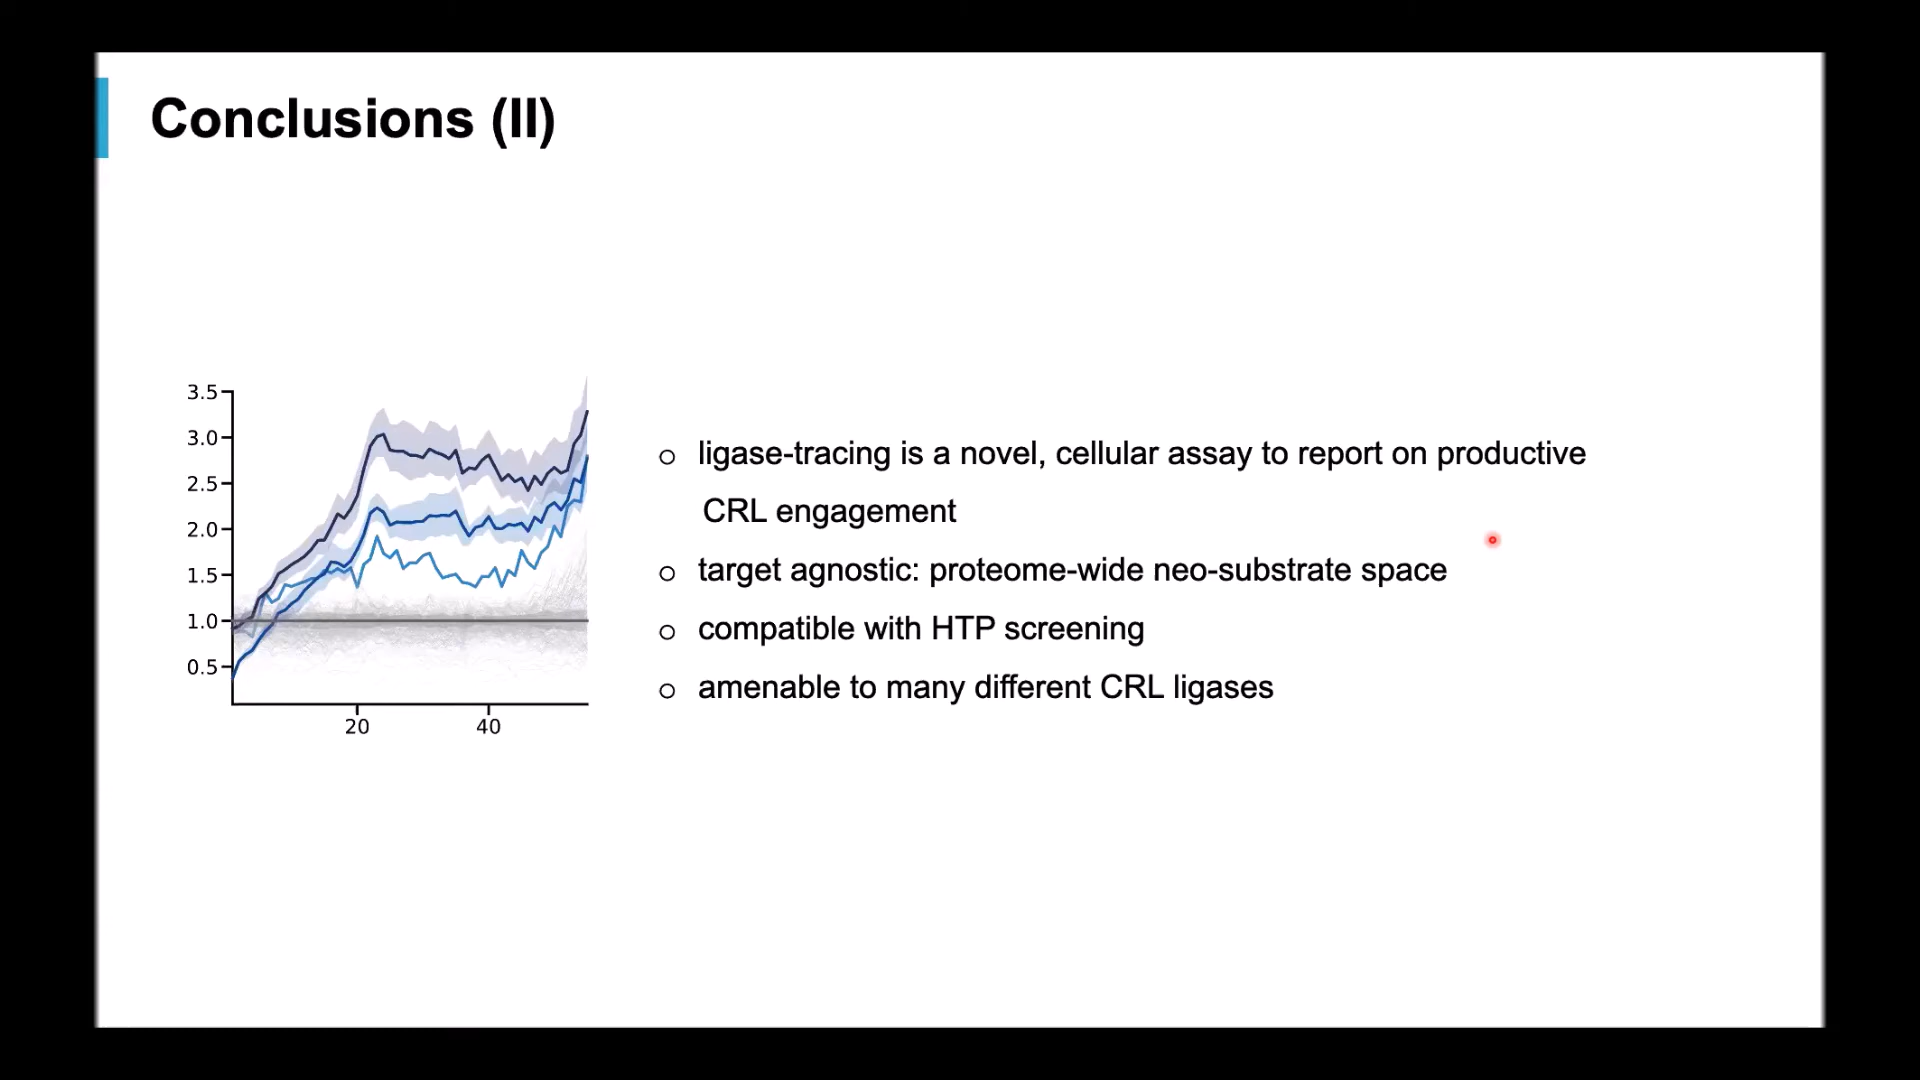 Conclusions (II)
3.5
3.0
2.5
2.0
1.5
1.0
0.5
20 40
ligase-tracing is a novel, cellular assay to report on productive
CRL engagement
target agnostic: proteome-wide neo-substrate space
compatible with HTP screening
amenable to many different CRL ligases